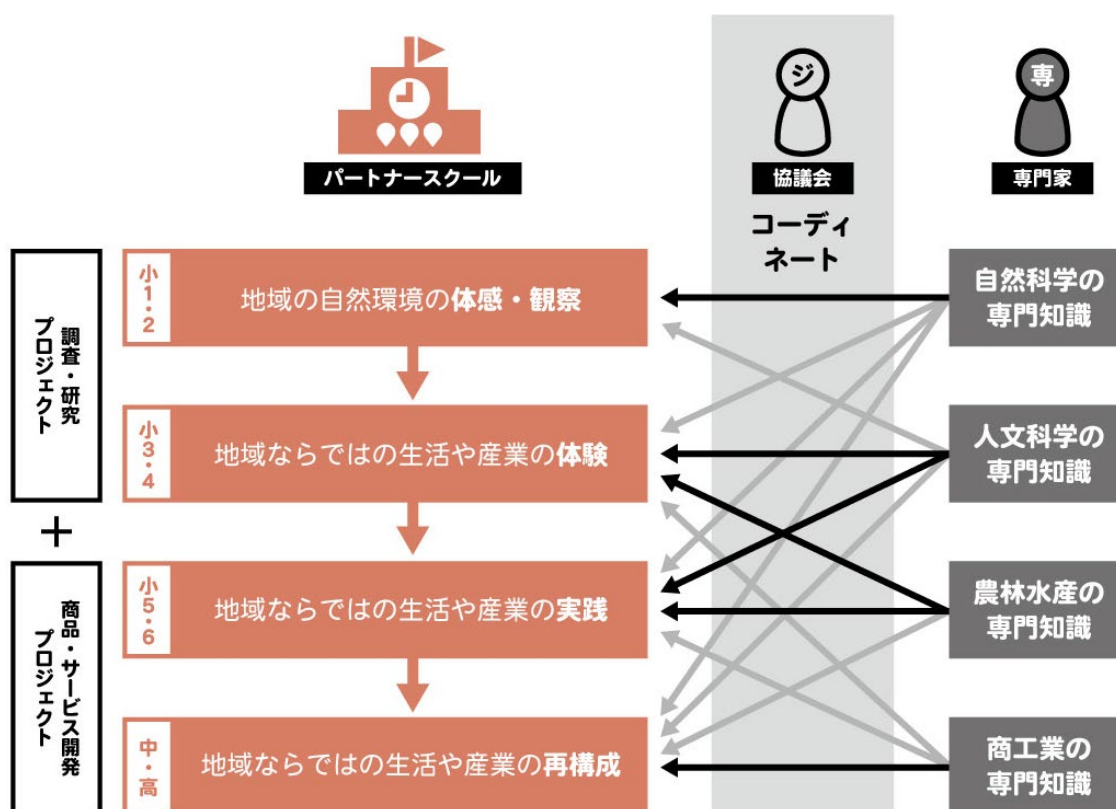 ジ
専
パートナースクール
協議会
専門家
コーディ
ネート
調査・研究
プロジェクト
小1・2
地域の自然環境の体感・観察
自然科学の
専門知識
小3・4
地域ならではの生活や産業の体験
人文科学の
専門知識
+
商品・サービス開発
プロジェクト
小5・6
地域ならではの生活や産業の実践
農林水産の
専門知識
中・高
地域ならではの生活や産業の再構成
商工業の
専門知識